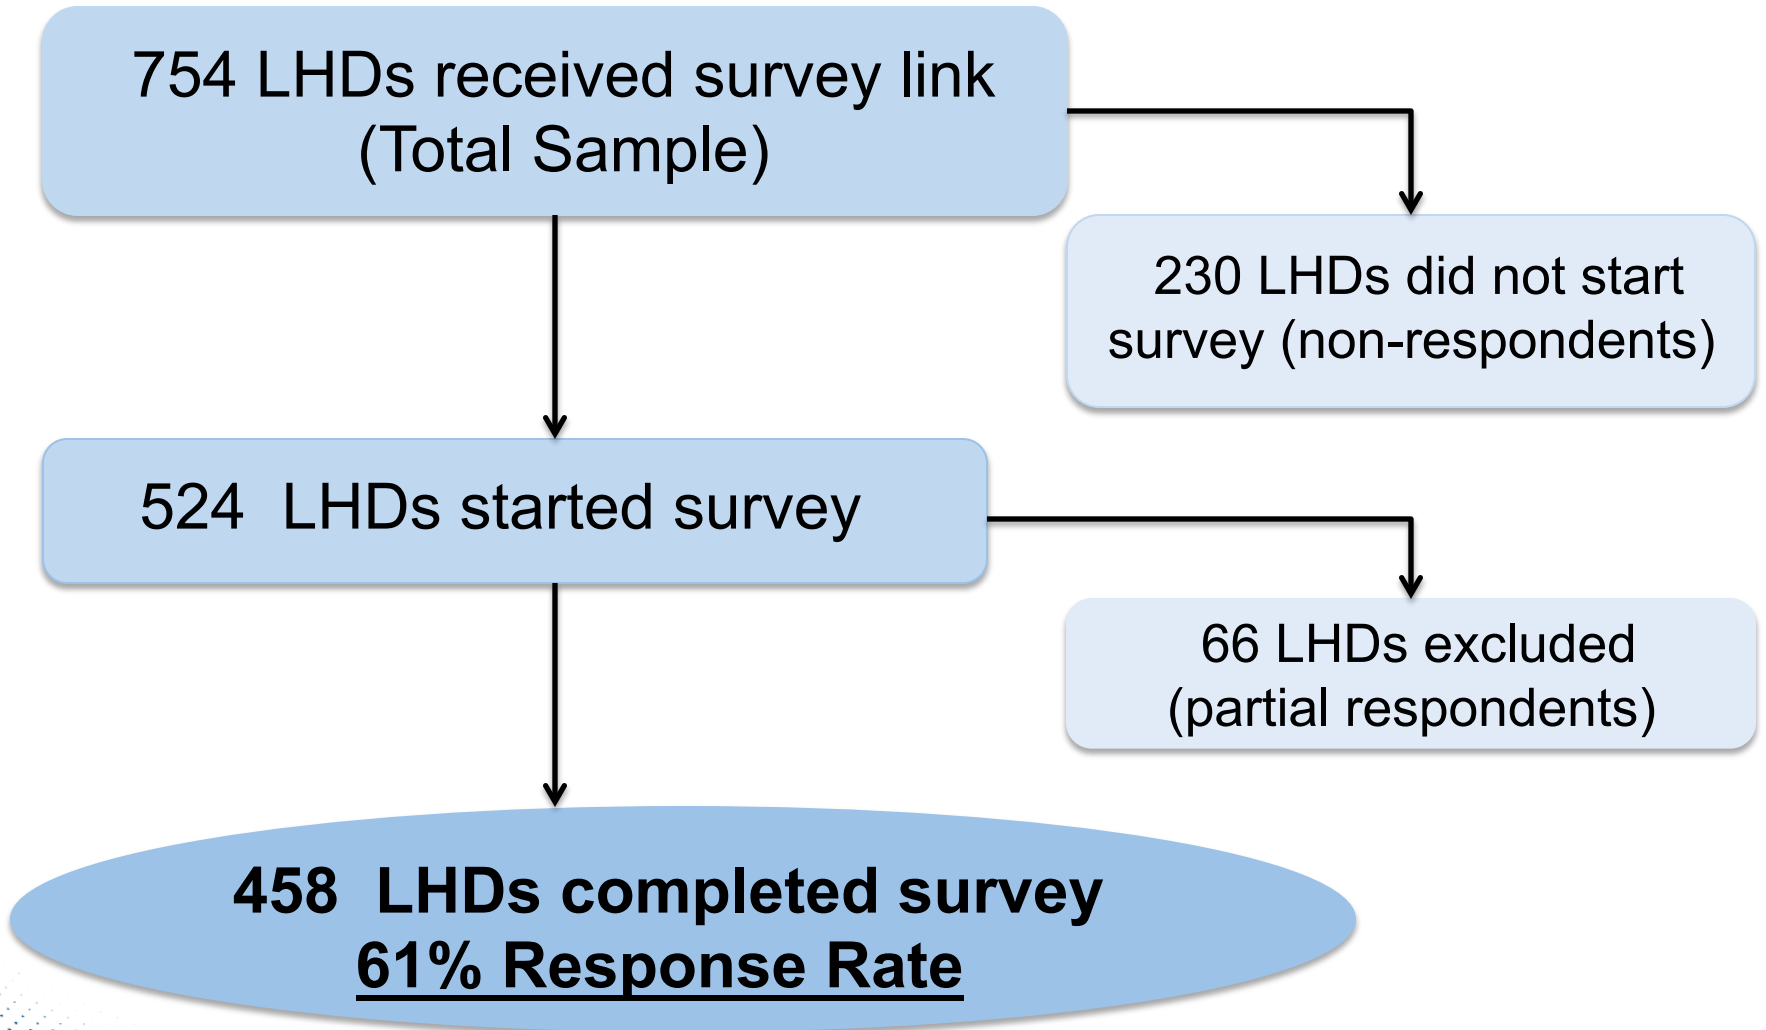 754 LHDs received survey link
(Total Sample)
230 LHDs did not start
survey (non-respondents)
524  LHDs started survey
66 LHDs excluded
(partial respondents)
458  LHDs completed survey
61% Response Rate